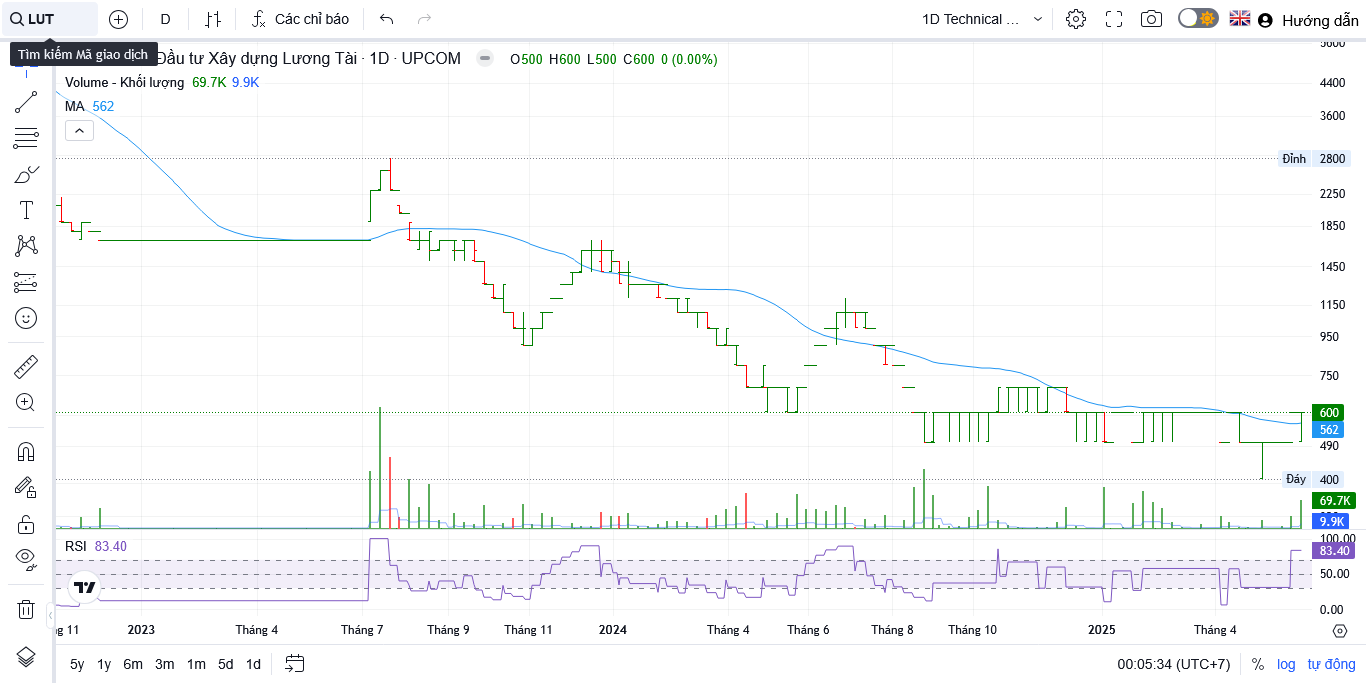 LUT
D
Các chỉ báo
1D Technical ...
Hướng dẫn
Tìm kiếm Mã giao dịch
Đầu tư Xây dựng Lương Tài · 1D · UPCOM
O500 H600 L500 C600 0 (0.00%)
Volume - Khối lượng 69.7K 9.9K
MA 562
5600
4400
3600
Đỉnh 2800
2250
1850
1450
1150
950
750
600
562
490
Đáy 400
69.7K
9.9K
RSI 83.40
100.00
83.40
50.00
0.00
ng 11 2023 Tháng 4 Tháng 7 Tháng 9 Tháng 11 2024 Tháng 4 Tháng 6 Tháng 8 Tháng 10 2025 Tháng 4
5y 1y 6m 3m 1m 5d 1d
00:05:34 (UTC+7) % log tự động